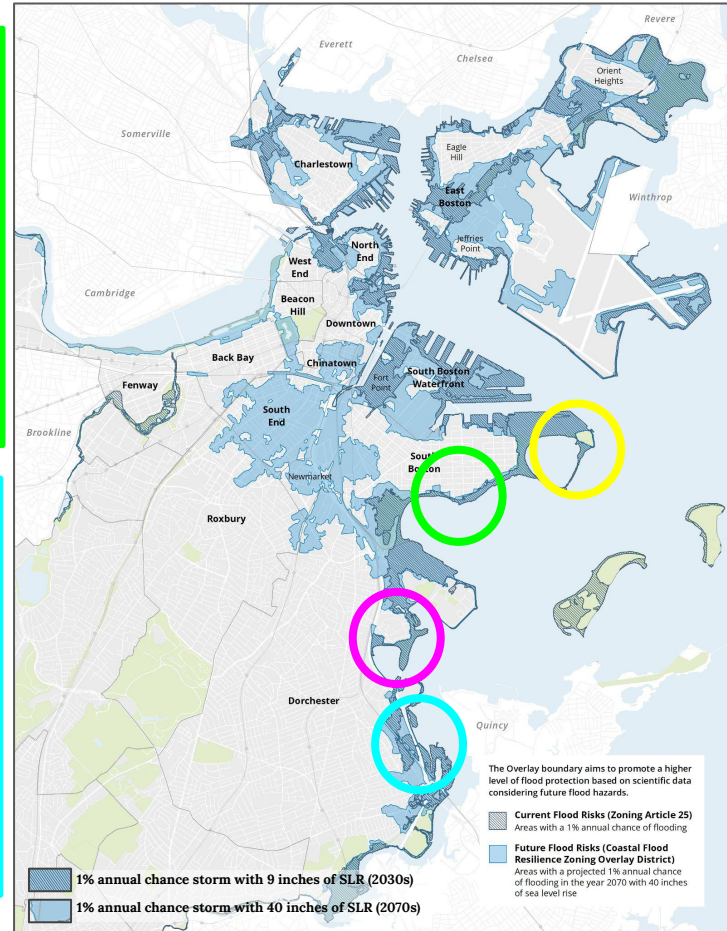 Revere
Everett
Chelsea
Orient
Heights
Somerville
Eagle
Hill
Charlestown
East
Boston
Winthrop
Jeffries
Point
North
End
West
End
Cambridge
Beacon
Hill
Downtown
Back Bay
Chinatown
Fort
Point
South Boston
Waterfront
Fenway
South
End
Brookline
South
Boston
Newmarket
Roxbury
Dorchester
Quincy
The Overlay boundary aims to promote a higher
level of flood protection based on scientific data
considering future flood hazards.
Current Flood Risks (Zoning Article 25)
Areas with a 1% annual chance of flooding
Future Flood Risks (Coastal Flood
Resilience Zoning Overlay District)
Areas with a projected 1% annual chance
of flooding in the year 2070 with 40 inches
of sea level rise
1% annual chance storm with 9 inches of SLR (2030s)
1% annual chance storm with 40 inches of SLR (2070s)